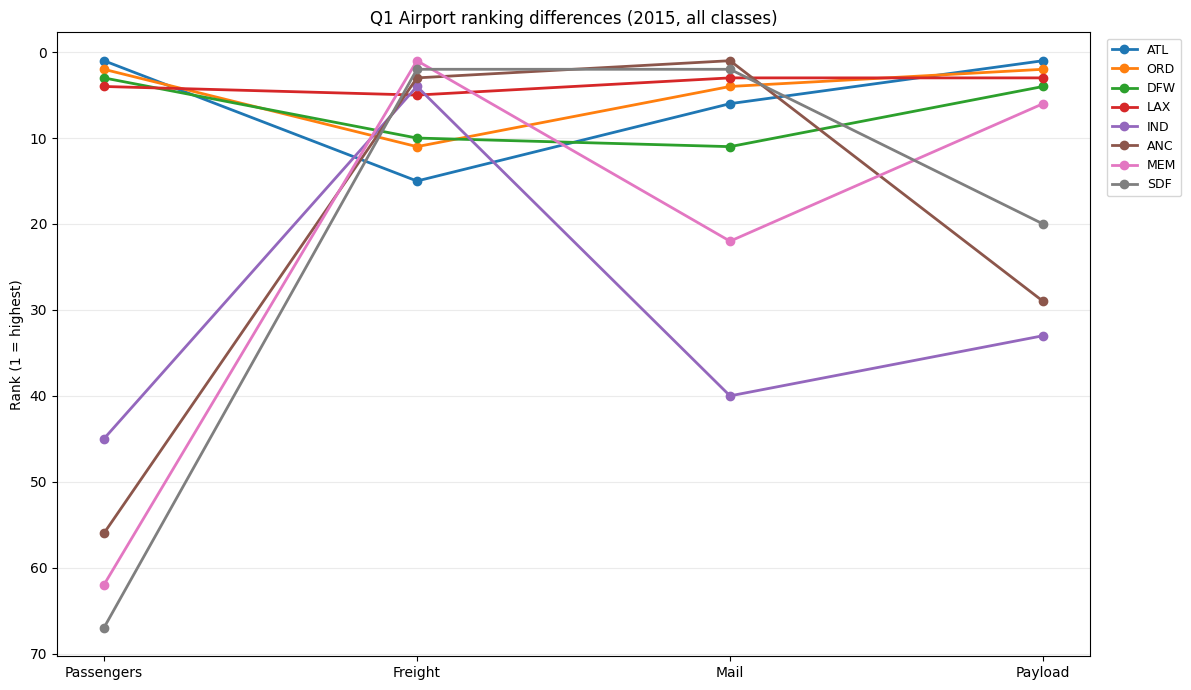 Q1 Airport ranking differences (2015, all classes)
Rank (1 = highest)
0
10
20
30
40
50
60
70
Passengers
Freight
Mail
Payload
ATL
ORD
DFW
LAX
IND
ANC
MEM
SDF